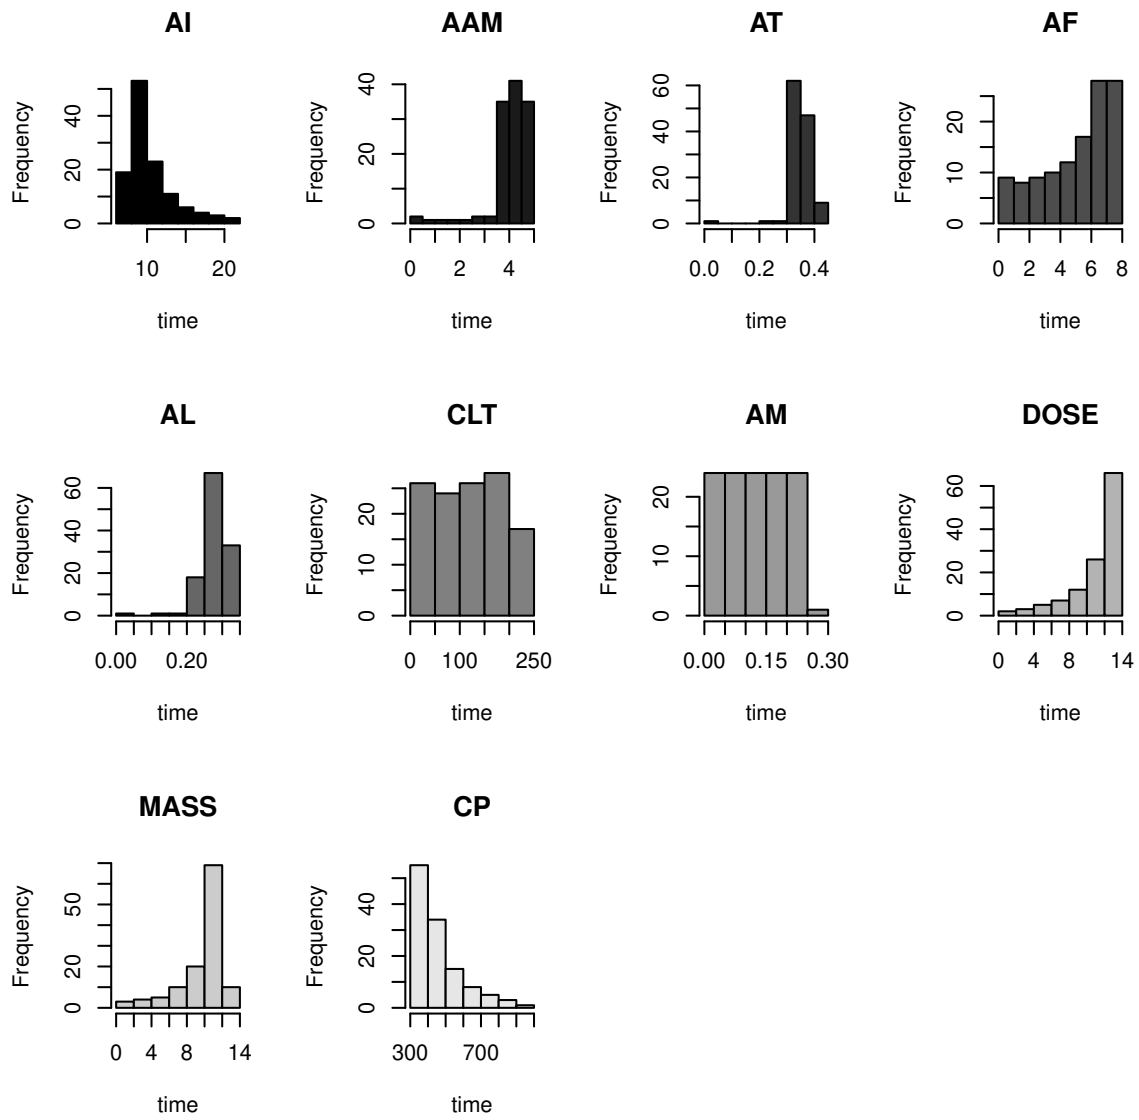 AI AAM AT AF
Frequency 0 20 40
10 20
time
Frequency 0 20 40
0 2 4
time
Frequency 0 20 40 60
0.0 0.2 0.4
time
Frequency 0 10 20
0 2 4 6 8
time
AL CLT AM DOSE
Frequency 0 20 40 60
0.00 0.20
time
Frequency 0 10 20
0 100 250
time
Frequency 0 10 20
0.00 0.15 0.30
time
Frequency 0 20 40 60
0 4 8 14
time
MASS CP
Frequency 0 20 50
0 4 8 14
time
Frequency 0 20 40
300 700
time